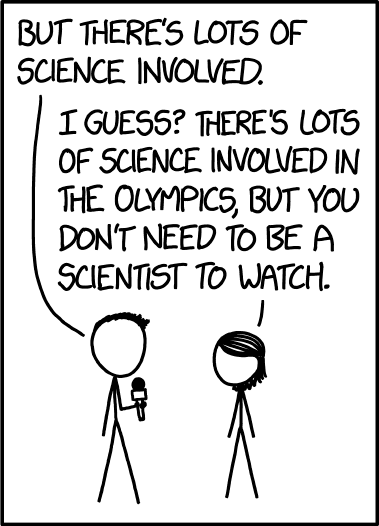 BUT THERE'S LOTS OF
SCIENCE INVOLVED.
I GUESS? THERE'S LOTS
OF SCIENCE INVOLVED IN
THE OLYMPICS, BUT YOU
DON'T NEED TO BE A
SCIENTIST TO WATCH.